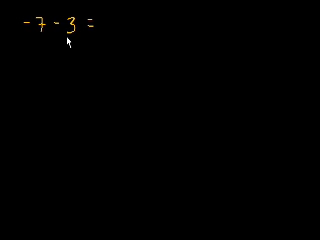 -7 - 3 =